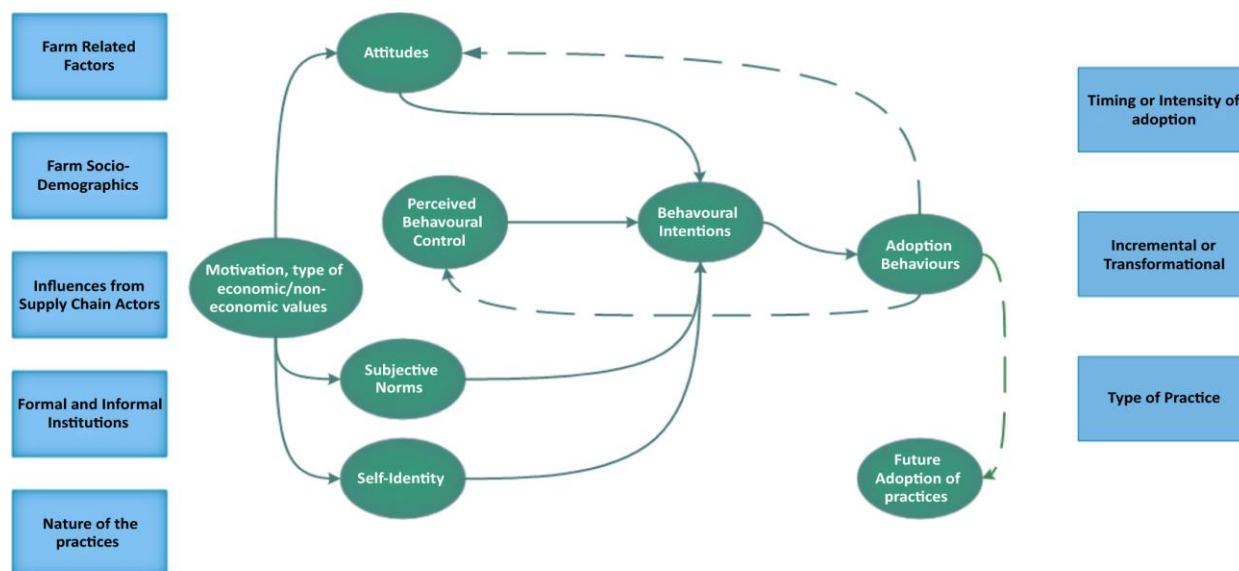 Farm Related
Factors
Farm Socio-
Demographics
Influences from
Supply Chain Actors
Formal and Informal
Institutions
Nature of the
practices
Attitudes
Perceived
Behavoural
Control
Motivation, type of
economic/non-
economic values
Subjective
Norms
Self-Identity
Behavoural
Intentions
Adoption
Behaviours
Future
Adoption of
practices
Timing or Intensity of
adoption
Incremental or
Transformational
Type of Practice